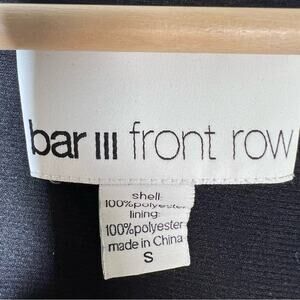 bar III front row
shell:
100%polyester
lining:
100%polyester
made in China
S